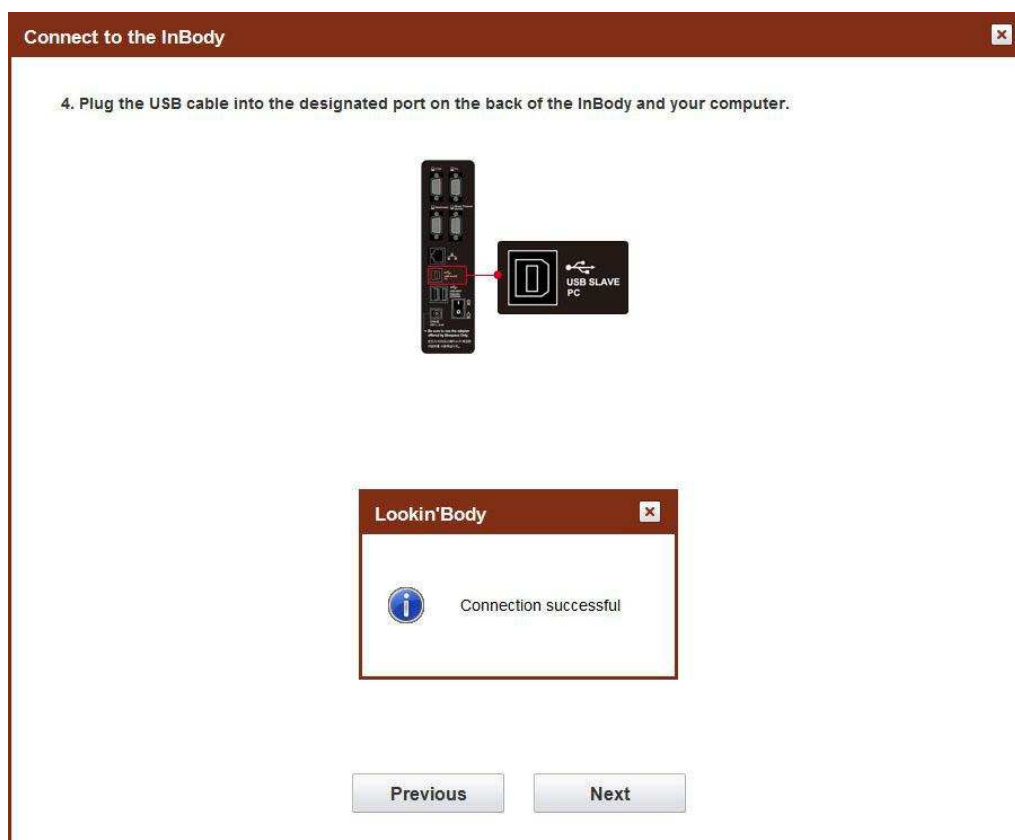 Connect to the InBody
4. Plug the USB cable into the designated port on the back of the InBody and your computer.
USB SLAVE
PC
Lookin'Body
Connection successful
Previous
Next